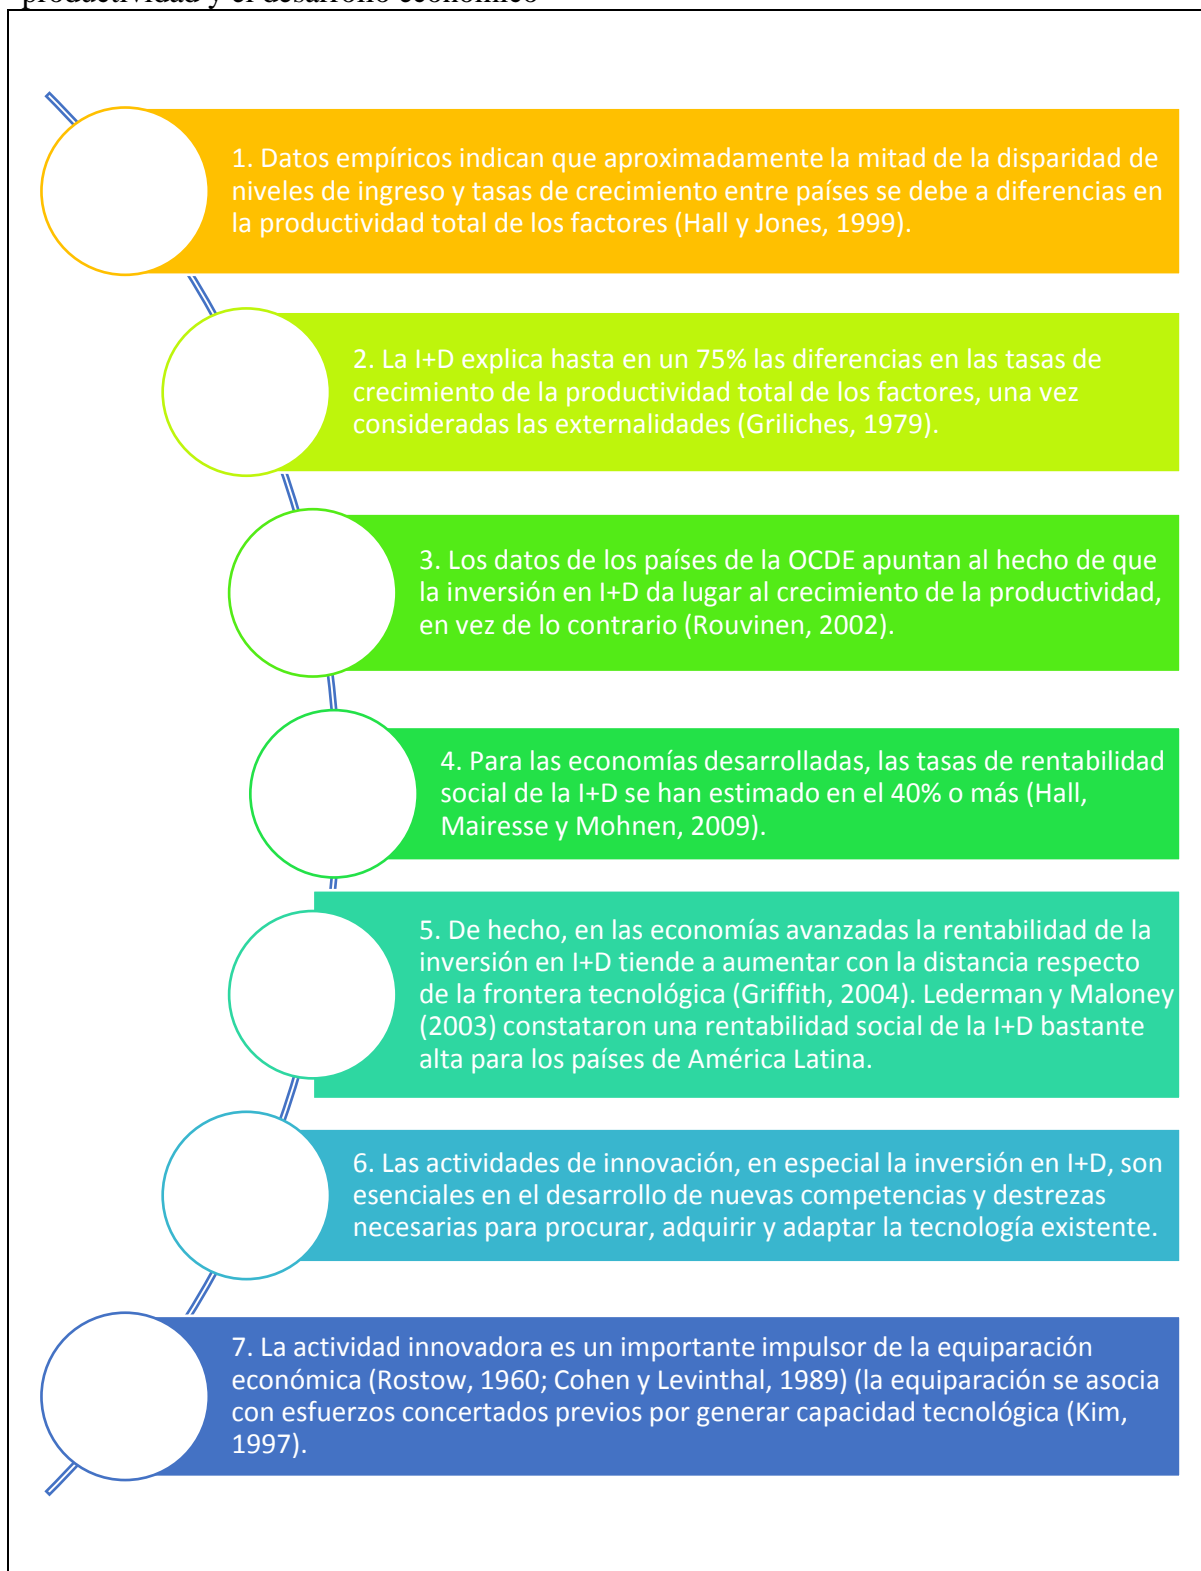 productividad y el desarrollo económico
1. Datos empíricos indican que aproximadamente la mitad de la disparidad de
niveles de ingreso y tasas de crecimiento entre países se debe a diferencias en
la productividad total de los factores (Hall y Jones, 1999).
2. La I+D explica hasta en un 75% las diferencias en las tasas de
crecimiento de la productividad total de los factores, una vez
consideradas las externalidades (Griliches, 1979).
3. Los datos de los países de la OCDE apuntan al hecho de que
la inversión en I+D da lugar al crecimiento de la productividad,
en vez de lo contrario (Rouvinen, 2002).
4. Para las economías desarrolladas, las tasas de rentabilidad
social de la I+D se han estimado en el 40% o más (Hall,
Mairesse y Mohnen, 2009).
5. De hecho, en las economías avanzadas la rentabilidad de la
inversión en I+D tiende a aumentar con la distancia respecto
de la frontera tecnológica (Griffith, 2004). Lederman y Maloney
(2003) constataron una rentabilidad social de la I+D bastante
alta para los países de América Latina.
6. Las actividades de innovación, en especial la inversión en I+D, son
esenciales en el desarrollo de nuevas competencias y destrezas
necesarias para procurar, adquirir y adaptar la tecnología existente.
7. La actividad innovadora es un importante impulsor de la equiparación
económica (Rostow, 1960; Cohen y Levinthal, 1989) (la equiparación se asocia
con esfuerzos concertados previos por generar capacidad tecnológica (Kim,
1997).